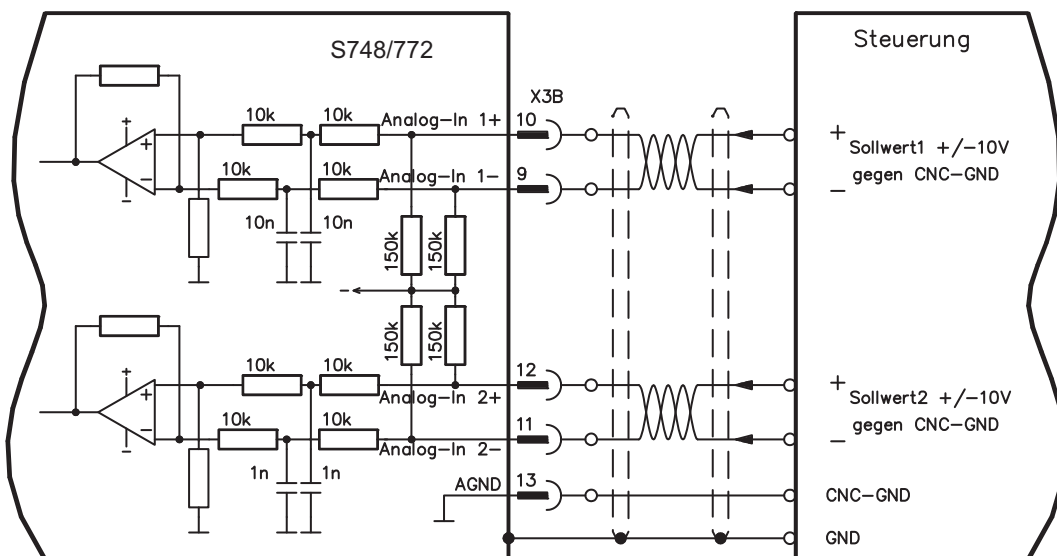 S748/772
Steuerung
X3B
10k
10k
Analog-In 1+
10
+
Sollwert1 +/-10V
10k
10k
Analog-In 1-
9
-
gegen CNC-GND
10n
10n
150k
150k
-
150k
150k
10k
10k
12
+
Analog-In 2+
Sollwert2 +/-10V
10k
10k
11
-
gegen CNC-GND
Analog-In 2-
1n
1n
AGND
13
CNC-GND
GND
+
+
-
-
+
+
-
-